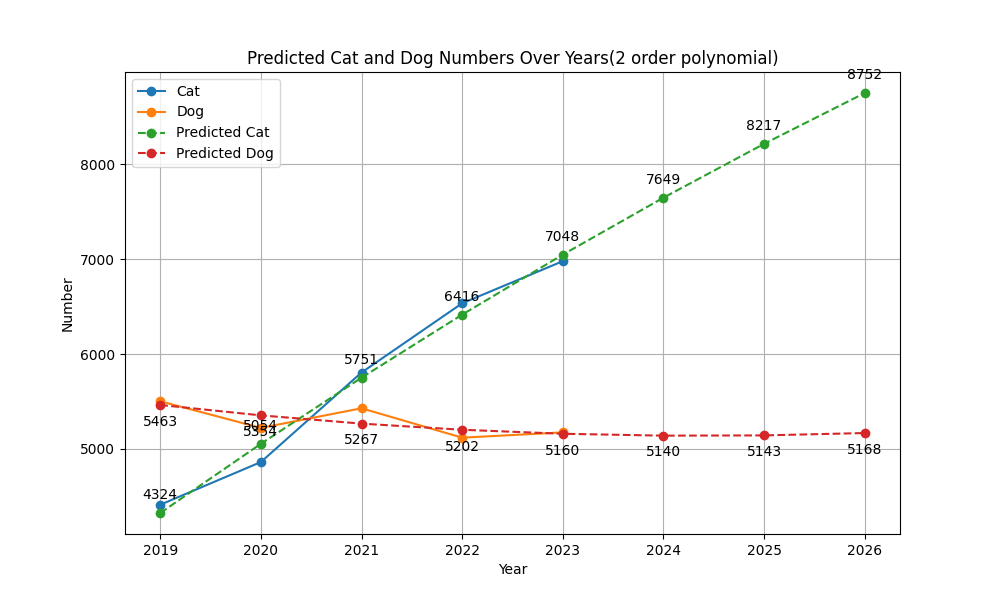 Predicted Cat and Dog Numbers Over Years(2 order polynomial)
Cat
Dog
Predicted Cat
Predicted Dog
8752
8217
7649
7048
6416
5751
5054
4324
5463
5354
5267
5202
5160
5140
5143
5168
8000
7000
6000
5000
Number
2019 2020 2021 2022 2023 2024 2025 2026
Year